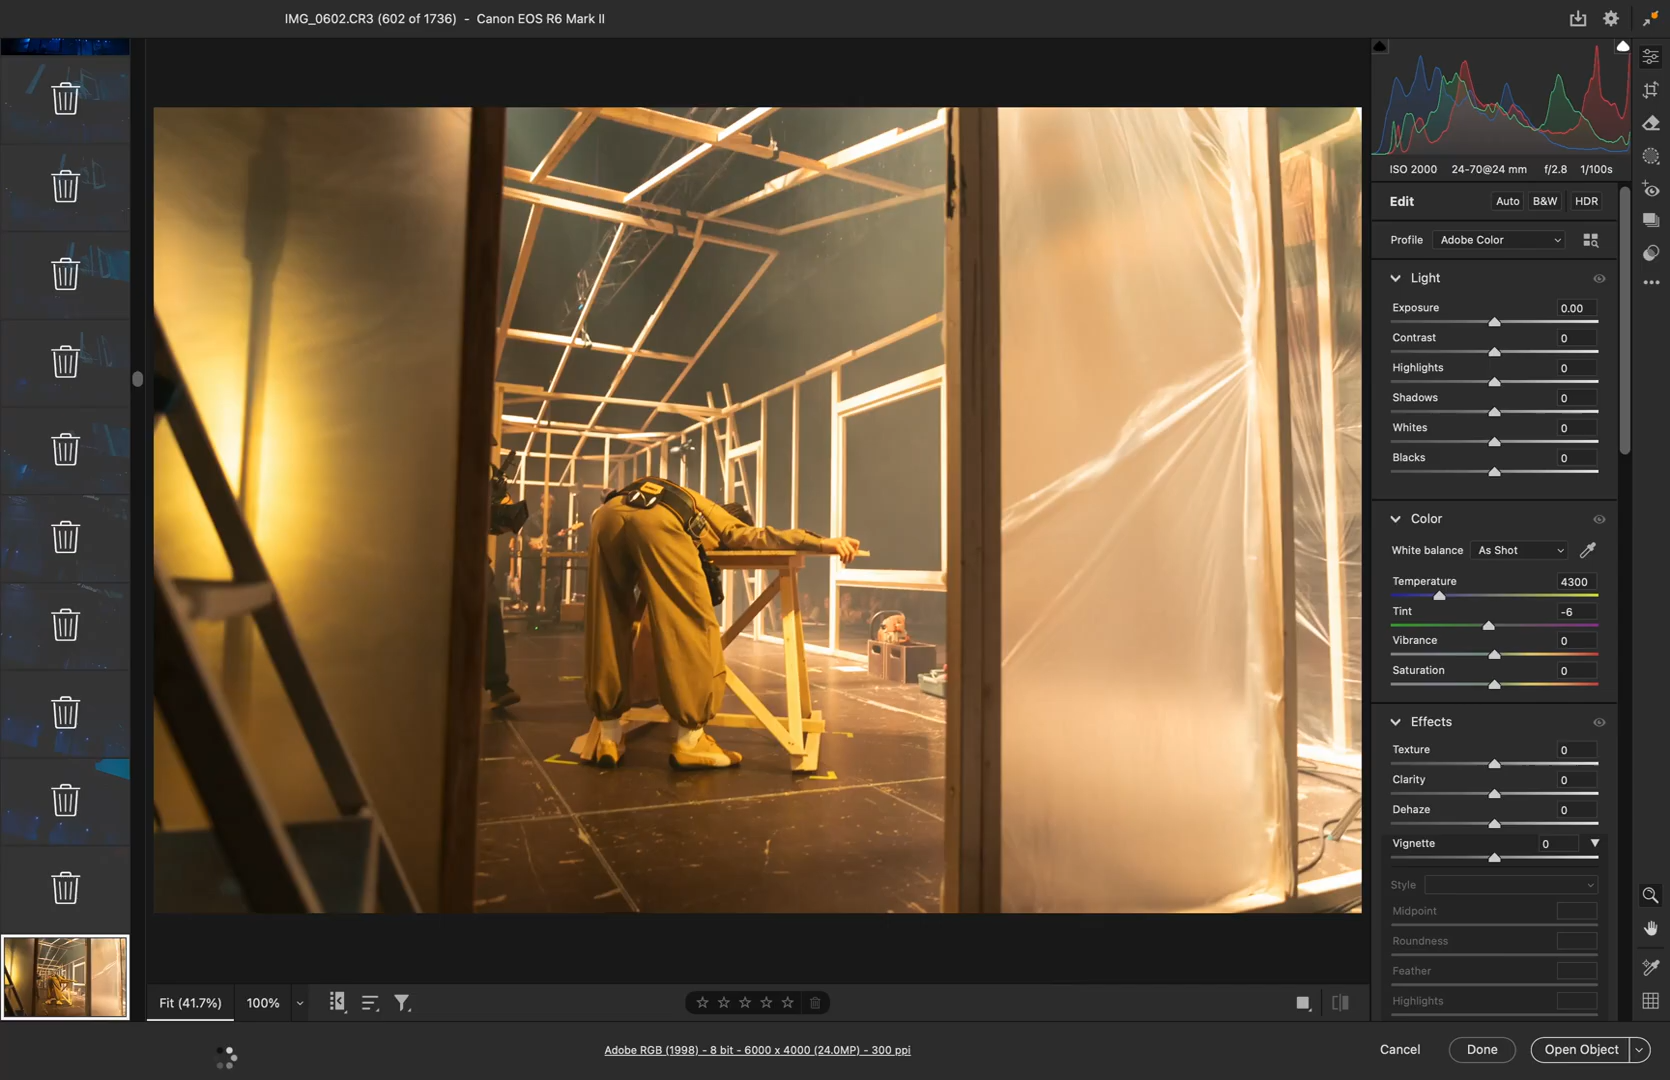 IMG_0602.CR3 (602 of 1736) - Canon EOS R6 Mark II
ISO 2000 24-70@24 mm f/2.8 1/100s
Edit Auto B&W HDR
Profile Adobe Color
Light
Exposure 0.00
Contrast 0
Highlights 0
Shadows 0
Whites 0
Blacks 0
Color
White balance As Shot
Temperature 4300
Tint -6
Vibrance 0
Saturation 0
Effects
Texture 0
Clarity 0
Dehaze 0
Vignette 0
Style
Midpoint
Roundness
Feather
Highlights
Fit (41.7%) 100%
Adobe RGB (1998) - 8 bit - 6000 x 4000 (24.0MP) - 300 ppi
Cancel Done Open Object